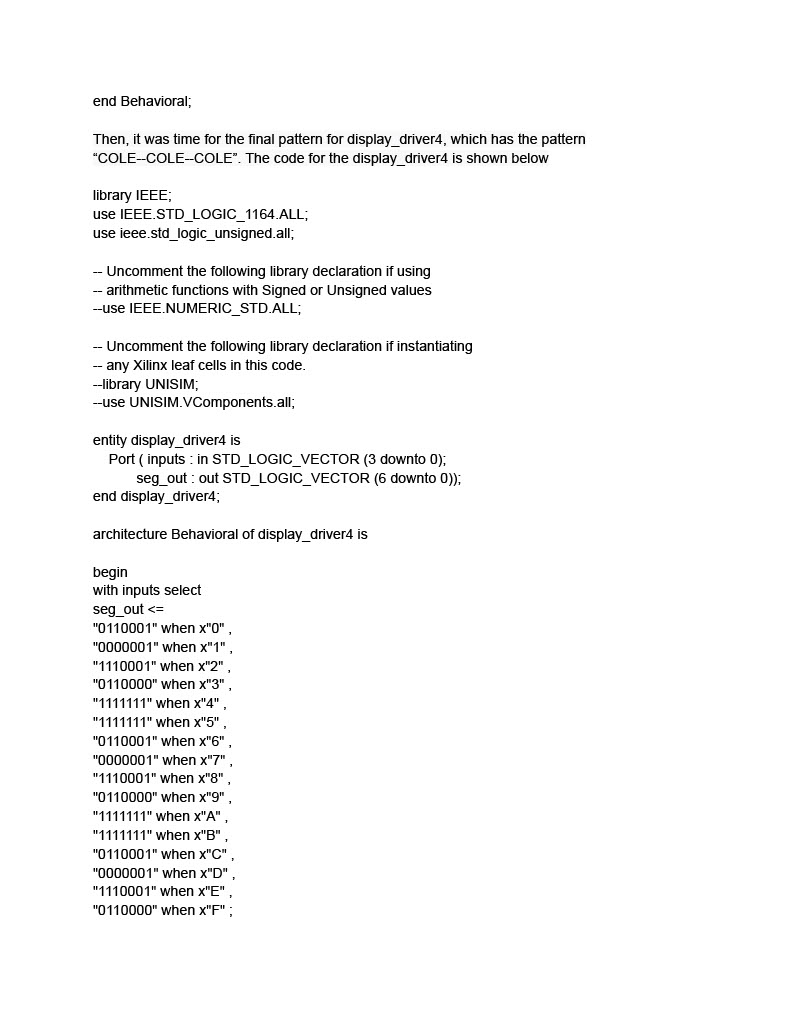 end Behavioral;
Then, it was time for the final pattern for display_driver4, which has the pattern
“COLE--COLE--COLE”. The code for the display_driver4 is shown below
library IEEE;
use IEEE.STD_LOGIC_1164.ALL;
use ieee.std_logic_unsigned.all;
-- Uncomment the following library declaration if using
-- arithmetic functions with Signed or Unsigned values
--use IEEE.NUMERIC_STD.ALL;
-- Uncomment the following library declaration if instantiating
-- any Xilinx leaf cells in this code.
--library UNISIM;
--use UNISIM.VComponents.all;
entity display_driver4 is
Port ( inputs : in STD_LOGIC_VECTOR (3 downto 0);
seg_out : out STD_LOGIC_VECTOR (6 downto 0));
end display_driver4;
architecture Behavioral of display_driver4 is
begin
with inputs select
seg_out <=
"0110001" when x"0" ,
"0000001" when x"1" ,
"1110001" when x"2" ,
"0110000" when x"3" ,
"1111111" when x"4" ,
"1111111" when x"5" ,
"0110001" when x"6" ,
"0000001" when x"7" ,
"1110001" when x"8" ,
"0110000" when x"9" ,
"1111111" when x"A" ,
"1111111" when x"B" ,
"0110001" when x"C" ,
"0000001" when x"D" ,
"1110001" when x"E" ,
"0110000" when x"F" ;